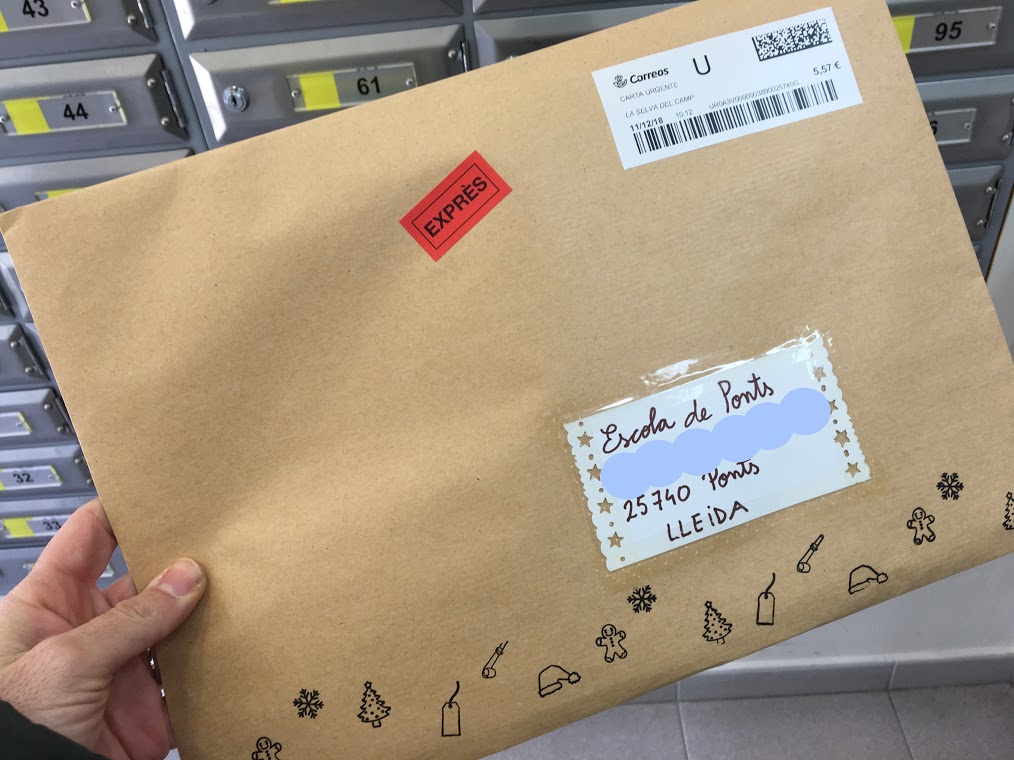 43
44
61
95
Correos
U
5,57 €
CARTA URGENTE
LA SELVA DEL CAMP
11/12/18 10:12
EXPRÈS
Escola de Ponts
25740 Ponts
LLEIDA
32
33